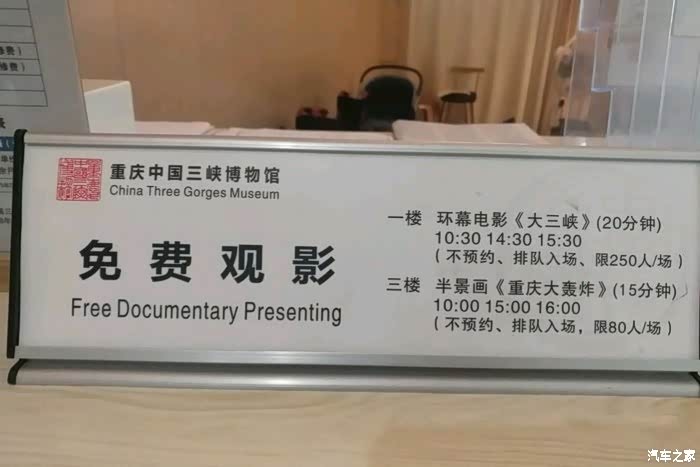 重庆中国三峡博物馆
China Three Gorges Museum
免费观影
Free Documentary Presenting
一楼 环幕电影《大三峡》(20分钟)
10:30 14:30 15:30
(不预约、排队入场、限250人/场)
三楼 半景画《重庆大轰炸》(15分钟)
10:00 15:00 16:00
(不预约、排队入场，限80人/场)
汽车之家